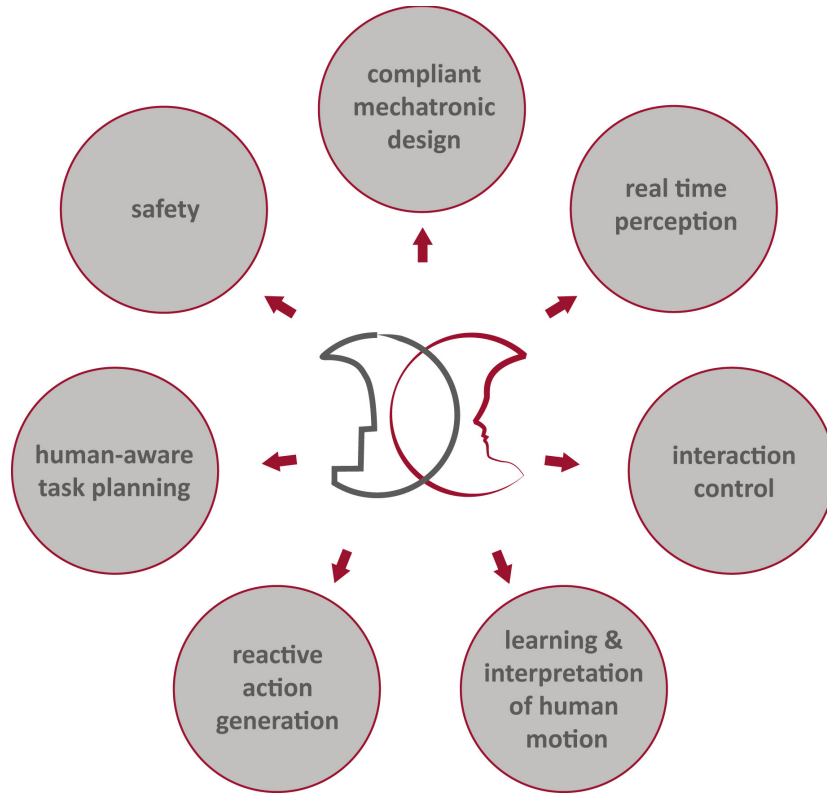 compliant
mechatronic
design
real time
perception
interaction
control
learning &
interpretation
of human
motion
reactive
action
generation
human-aware
task planning
safety